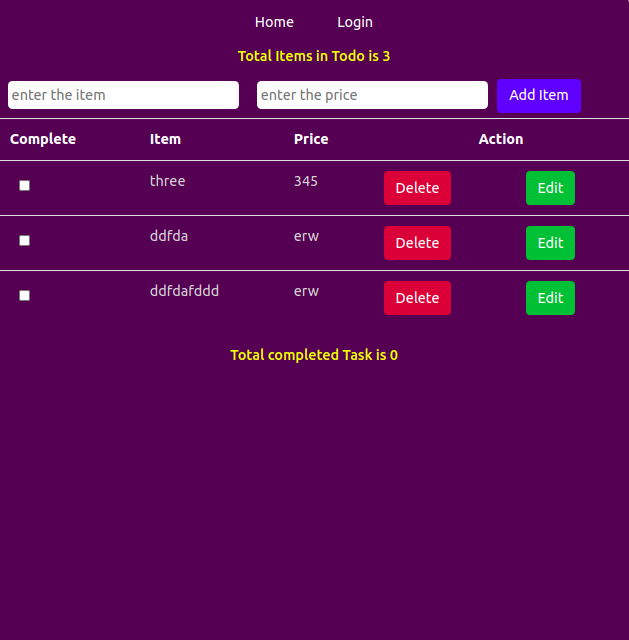 Home Login
Total Items in Todo is 3
enter the item enter the price Add Item
Complete Item Price Action
three 345 Delete Edit
ddfda erw Delete Edit
ddfdafddd erw Delete Edit
Total completed Task is 0